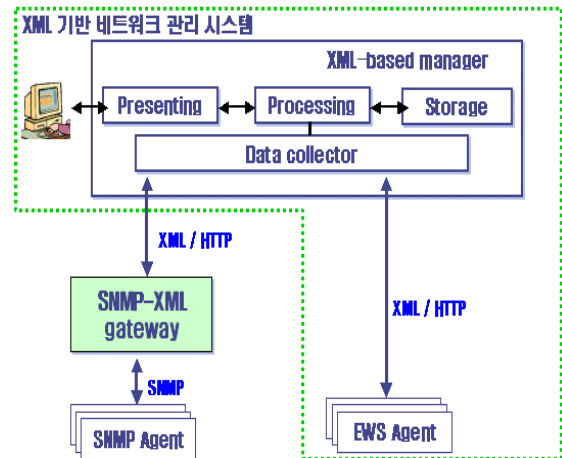 XML 기반 네트워크 관리 시스템
XML-based manager
Presenting
Processing
Storage
Data collector
XML / HTTP
SNMP-XML
gateway
XML / HTTP
SNMP
SNMP Agent
EWS Agent